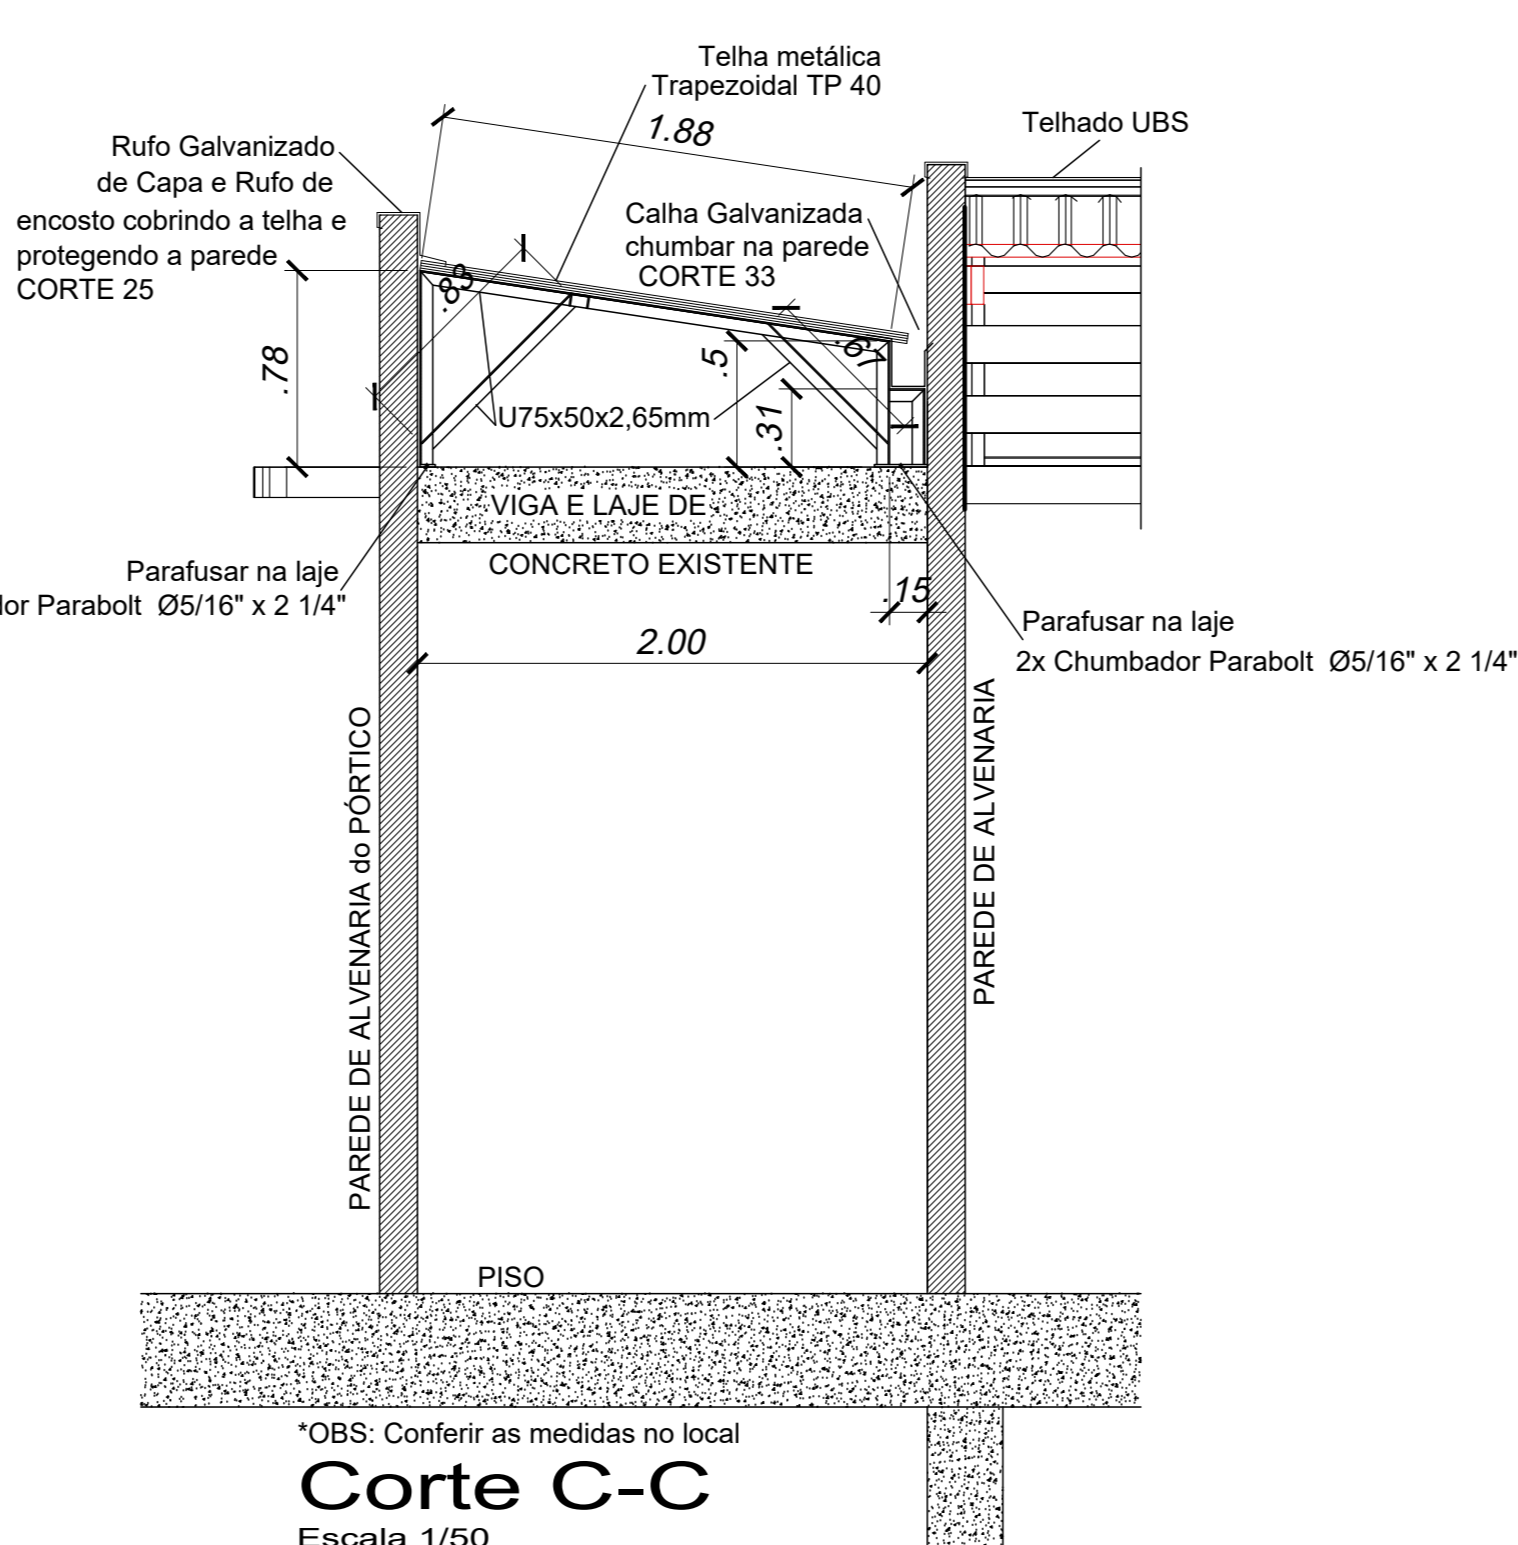 Telha metálica
Trapezoidal TP 40
1.88
Telhado UBS
Rufo Galvanizado
de Capa e Rufo de
encosto cobrindo a telha e
protegendo a parede
CORTE 25
Calha Galvanizada
chumbar na parede
CORTE 33
.83
.67
.78
.5
.31
U75x50x2,65mm
VIGA E LAJE DE
CONCRETO EXISTENTE
Parafusar na laje
Parabolt Ø5/16" x 2 1/4"
.15
2.00
Parafusar na laje
2x Chumbador Parabolt Ø5/16" x 2 1/4"
PAREDE DE ALVENARIA do PÓRTICO
PAREDE DE ALVENARIA
PISO
*OBS: Conferir as medidas no local
Corte C-C
Escala 1/50